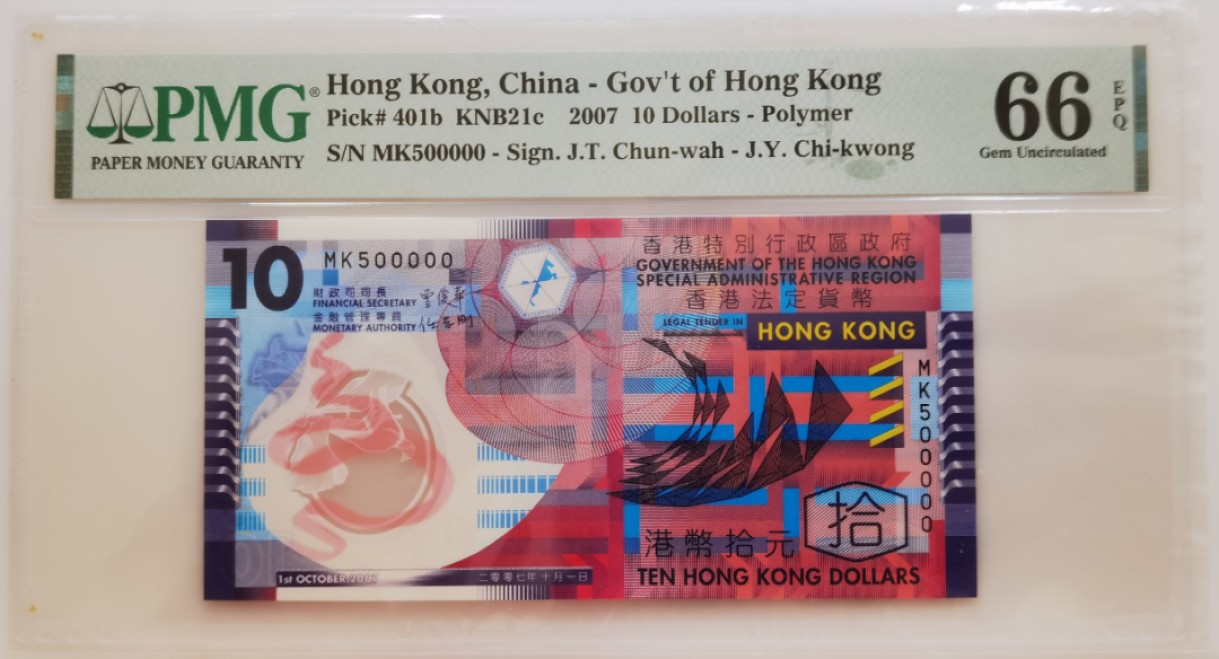 PMG®
PAPER MONEY GUARANTY
Hong Kong, China - Gov't of Hong Kong
Pick# 401b KNB21c 2007 10 Dollars - Polymer
S/N MK500000 - Sign. J.T. Chun-wah - J.Y. Chi-kwong
66
EPQ
Gem Uncirculated
10
MK500000
財政司司長
FINANCIAL SECRETARY
金融管理專員
MONETARY AUTHORITY
香港特別行政區政府
GOVERNMENT OF THE HONG KONG
SPECIAL ADMINISTRATIVE REGION
香港法定貨幣
LEGAL TENDER IN
HONG KONG
MK500000
拾
港幣拾元
TEN HONG KONG DOLLARS
1st OCTOBER 2007
二零零七年十月一日